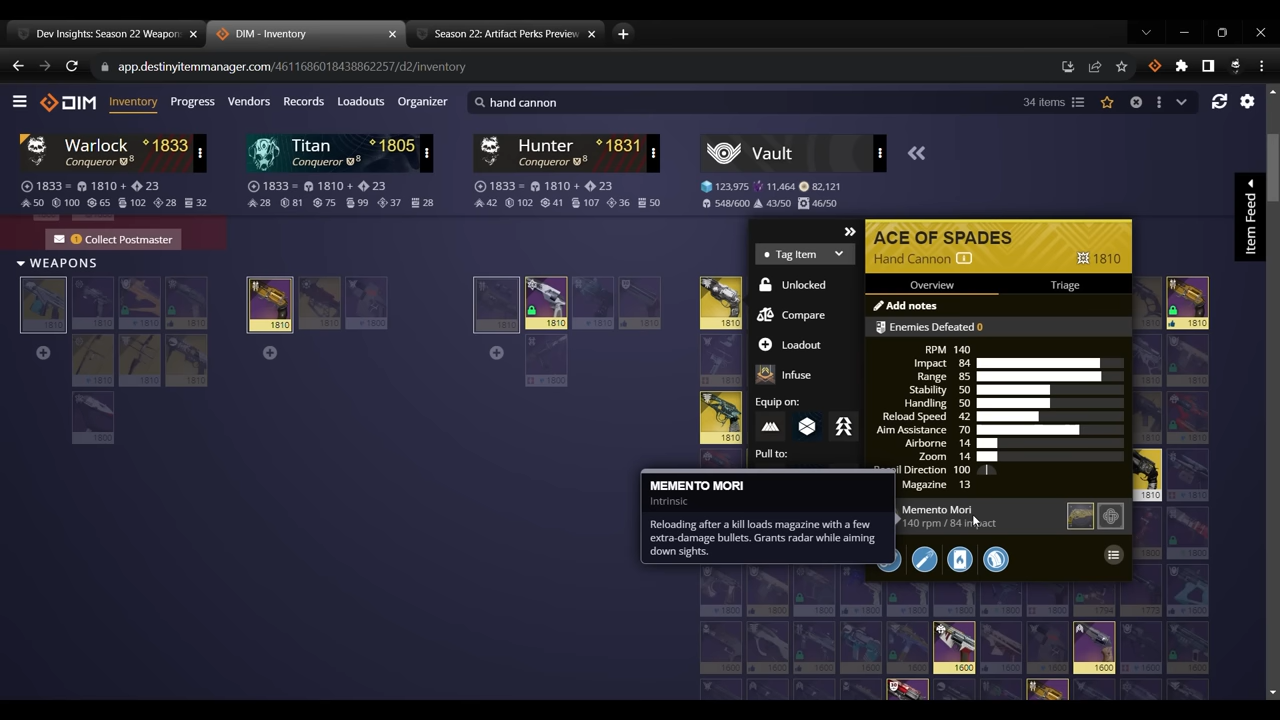 Dev Insights: Season 22 Weapon
DIM - Inventory
Season 22: Artifact Perks Preview
app.destinyitemmanager.com/4611686018438862257/d2/inventory
DIM
Inventory
Progress
Vendors
Records
Loadouts
Organizer
hand cannon
34 items
Warlock 1833
Conqueror 8
Titan 1805
Conqueror 8
Hunter 1831
Conqueror 8
Vault
1833 = 1810 + 23
1833 = 1810 + 23
1833 = 1810 + 23
123,975 11,464 82,121
50 100 65 102 28 32
28 81 75 99 37 28
42 102 41 107 36 50
548/600 43/50 46/50
Item Feed
1 Collect Postmaster
WEAPONS
Tag Item
Unlocked
Compare
Loadout
Infuse
Equip on:
Pull to:
ACE OF SPADES
Hand Cannon
1810
Overview
Triage
Add notes
Enemies Defeated 0
RPM 140
Impact 84
Range 85
Stability 50
Handling 50
Reload Speed 42
Aim Assistance 70
Airborne 14
Zoom 14
Direction 100
Magazine 13
Memento Mori
140 rpm / 84 impact
MEMENTO MORI
Intrinsic
Reloading after a kill loads magazine with a few
extra-damage bullets. Grants radar while aiming
down sights.
1810
1810
1810
1810
1810
1810
1600
1600